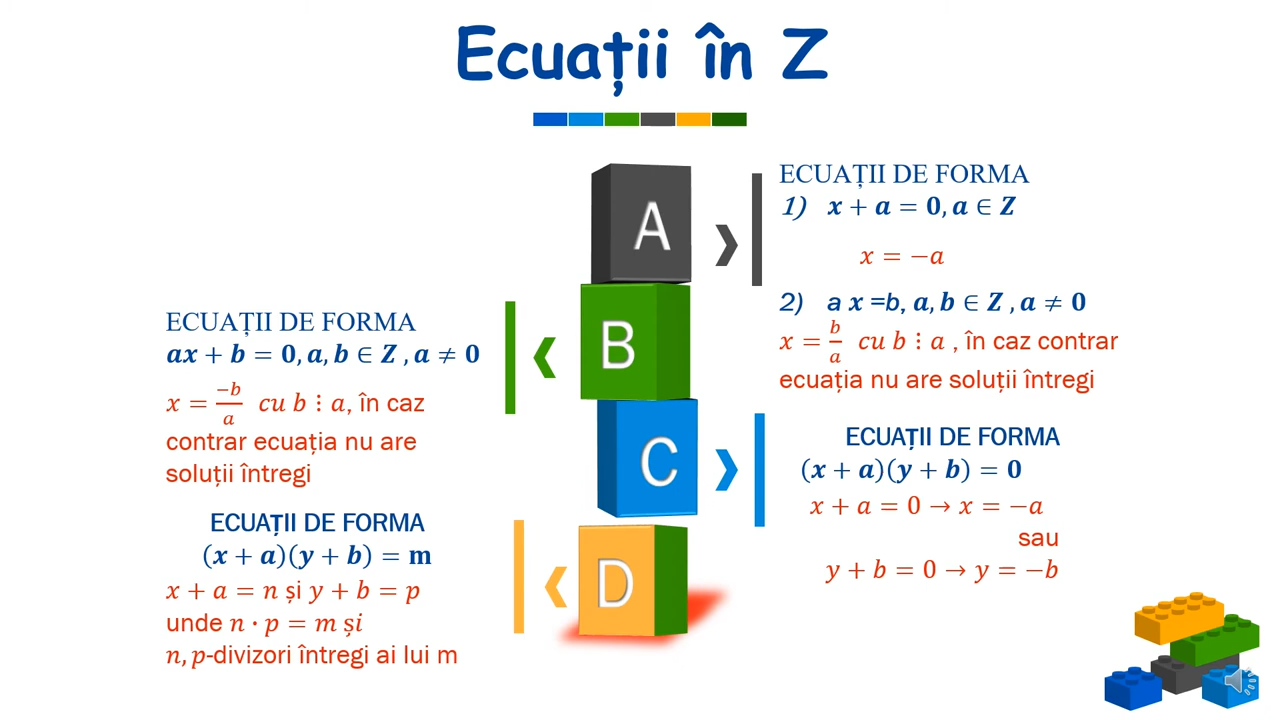 Ecuații în Z
A
ECUAȚII DE FORMA
1) x + a = 0, a ∈ Z
x = −a
2) a x =b, a, b ∈ Z , a ≠ 0
x = b/a cu b ⋮ a , în caz contrar
ecuația nu are soluții întregi
B
ECUAȚII DE FORMA
ax + b = 0, a, b ∈ Z , a ≠ 0
x = −b/a cu b ⋮ a, în caz
contrar ecuația nu are
soluții întregi
C
ECUAȚII DE FORMA
(x + a)(y + b) = 0
x + a = 0 → x = −a
sau
y + b = 0 → y = −b
D
ECUAȚII DE FORMA
(x + a)(y + b) = m
x + a = n și y + b = p
unde n · p = m și
n, p-divizori întregi ai lui m